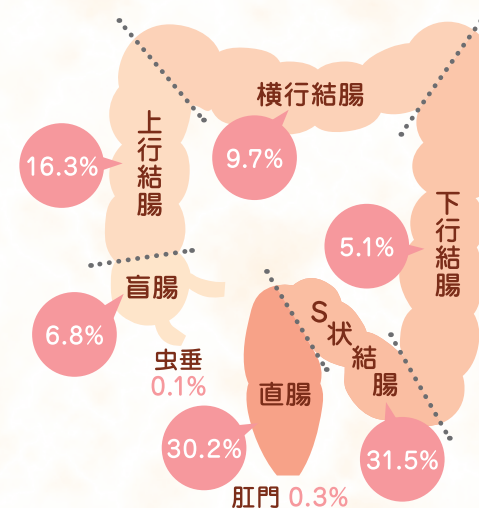 横行結腸
9.7%
上行結腸
16.3%
下行結腸
5.1%
盲腸
6.8%
S状結腸
31.5%
虫垂
0.1%
直腸
30.2%
肛門 0.3%